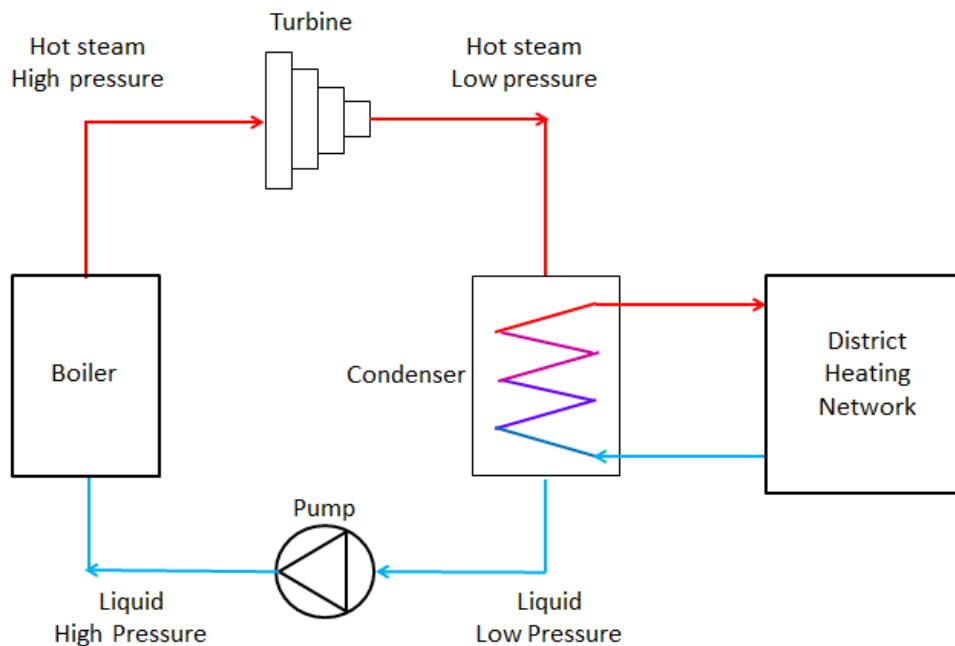 Turbine
Hot steam
High pressure
Hot steam
Low pressure
Boiler
Condenser
District
Heating
Network
Pump
Liquid
High Pressure
Liquid
Low Pressure